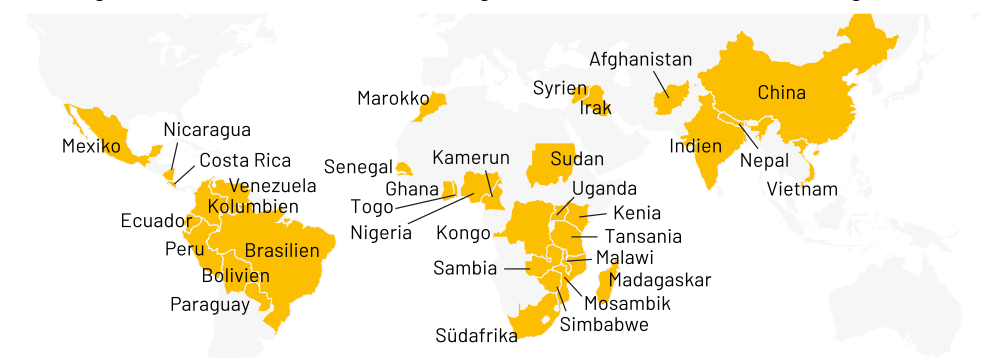 Afghanistan
Syrien
China
Marokko
Irak
Nicaragua
Mexiko
Indien
Kamerun
Sudan
Costa Rica
Nepal
Senegal
Venezuela
Ghana
Uganda
Vietnam
Togo
Kolumbien
Kenia
Ecuador
Nigeria
Kongo
Tansania
Peru
Brasilien
Malawi
Sambia
Bolivien
Madagaskar
Paraguay
Mosambik
Simbabwe
Südafrika